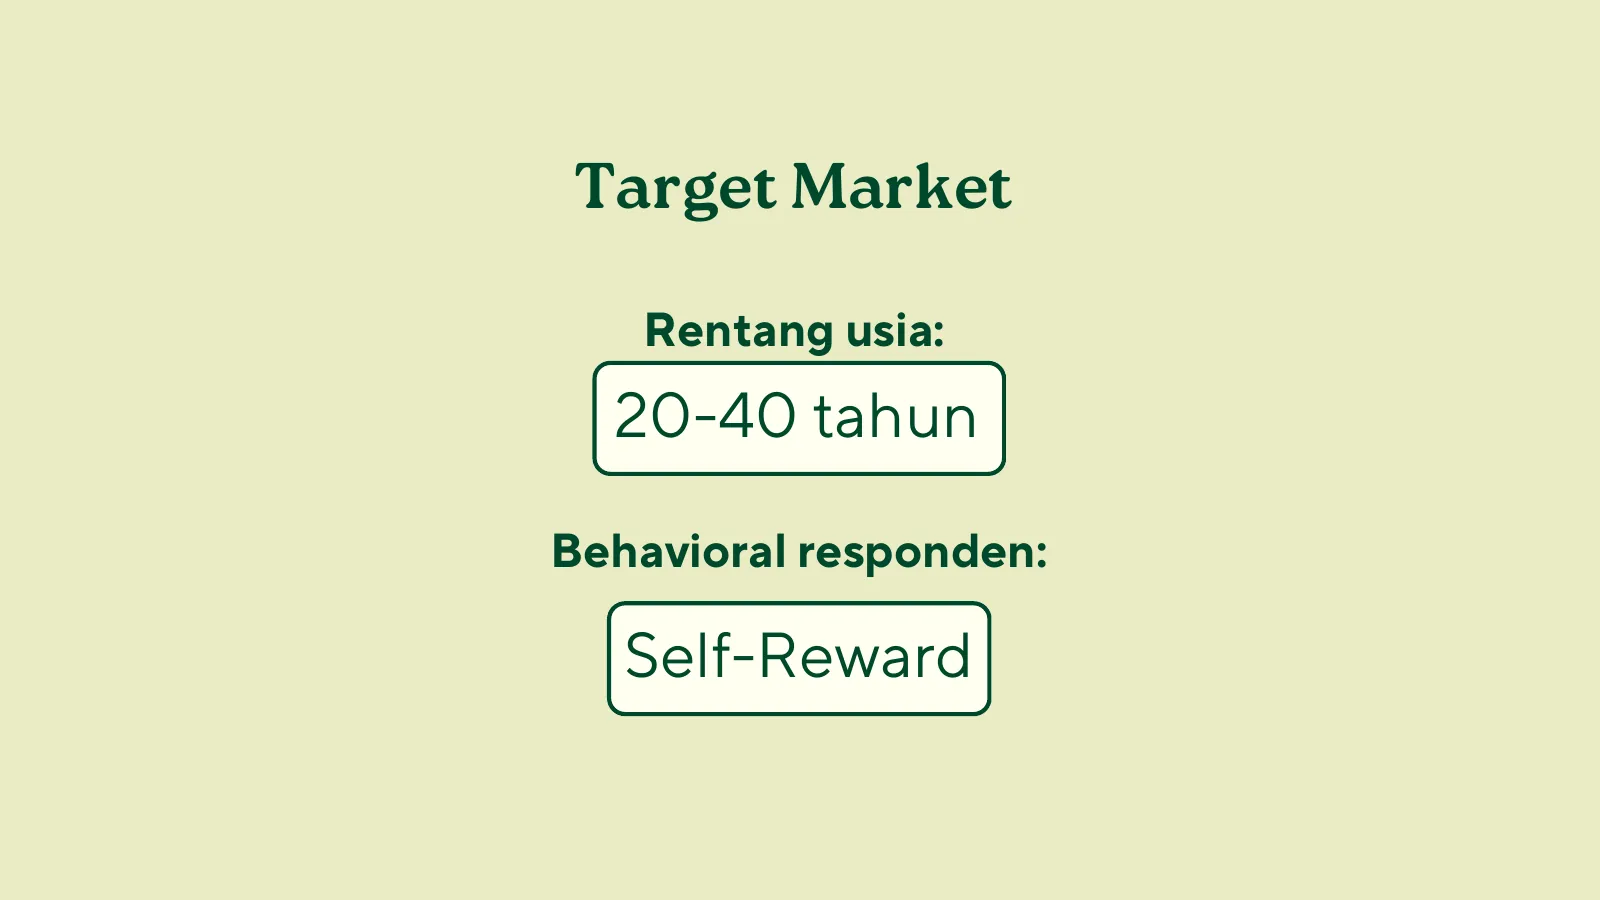 Target Market
Rentang usia:
20-40 tahun
Behavioral responden:
Self-Reward